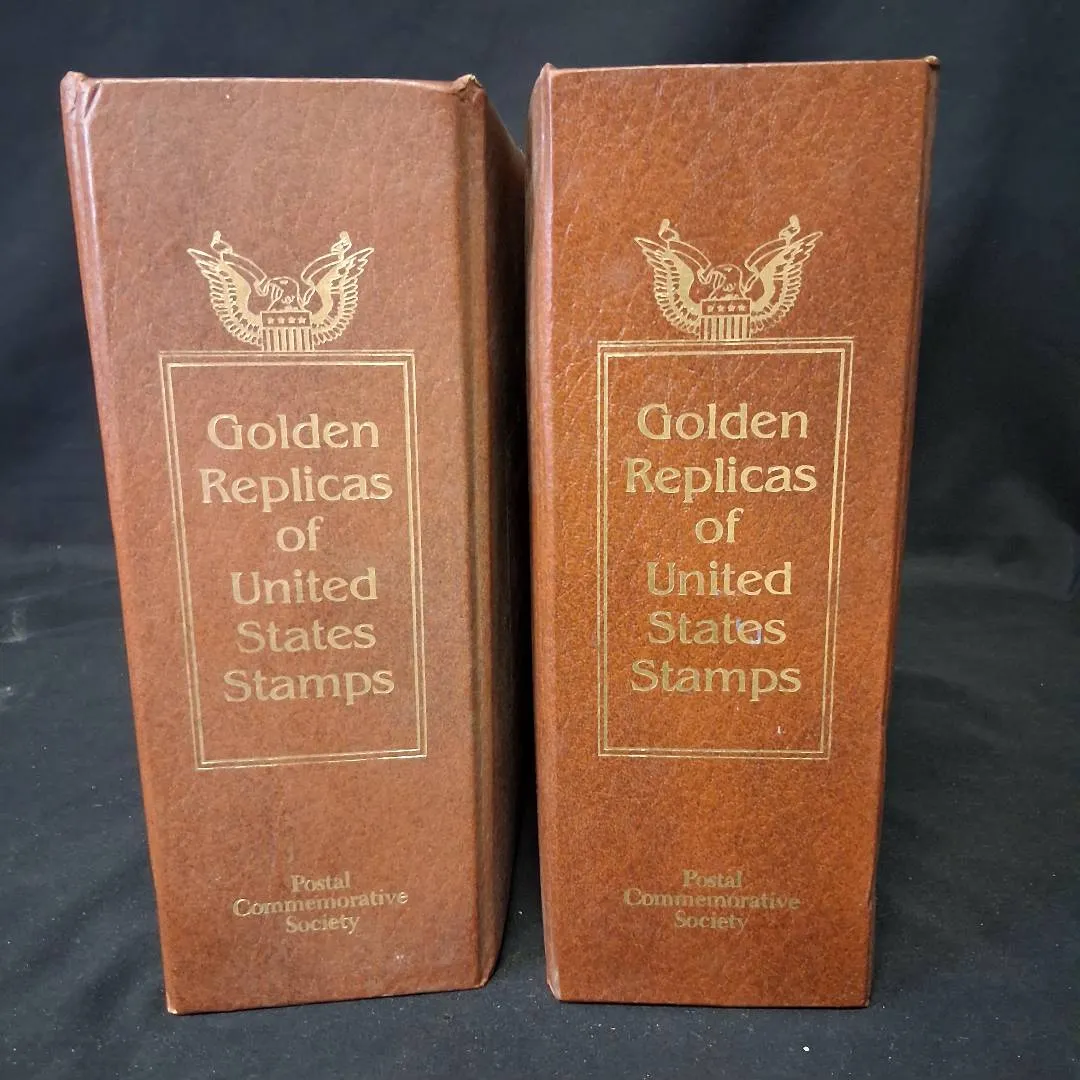 Golden
Replicas
of
United
States
Stamps
Postal
Commemorative
Society
Golden
Replicas
of
United
States
Stamps
Postal
Commemorative
Society